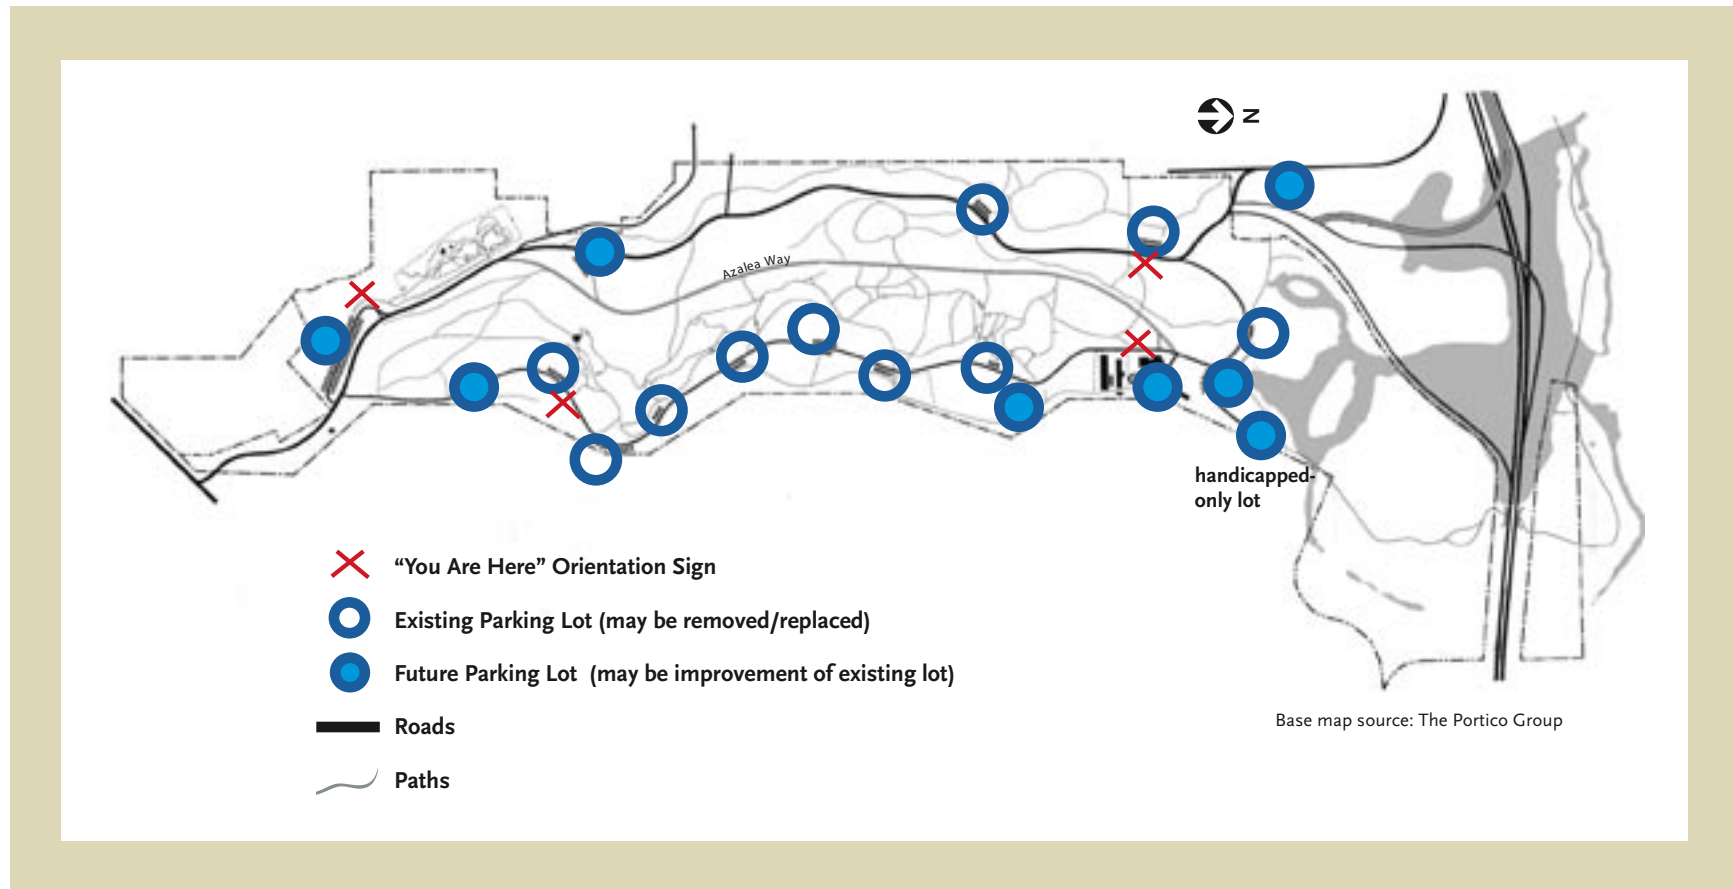 N
Azalea Way
handicapped-
only lot
“You Are Here” Orientation Sign
Existing Parking Lot (may be removed/replaced)
Future Parking Lot (may be improvement of existing lot)
Roads
Base map source: The Portico Group
Paths